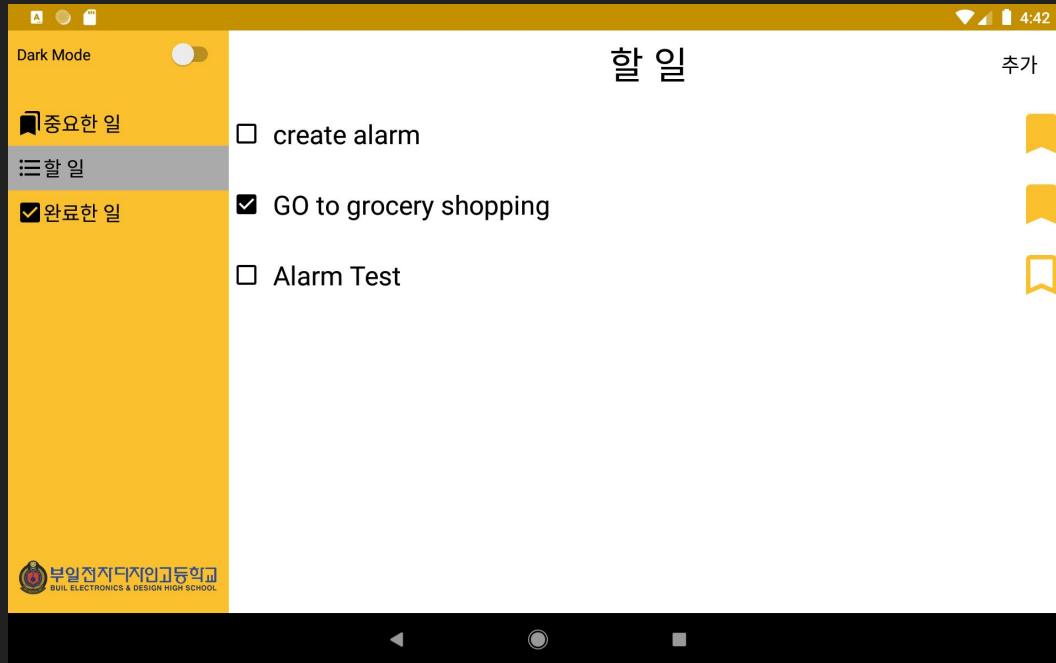 4:42
Dark Mode
할 일
추가
중요한 일
할 일
완료한 일
create alarm
GO to grocery shopping
Alarm Test
부일전자디자인고등학교
BUIL ELECTRONICS & DESIGN HIGH SCHOOL